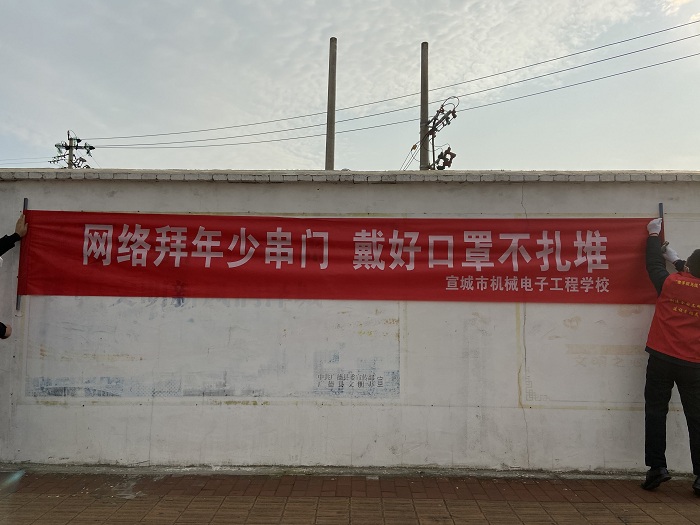 网络拜年少串门 戴好口罩不扎堆
宣城市机械电子工程学校